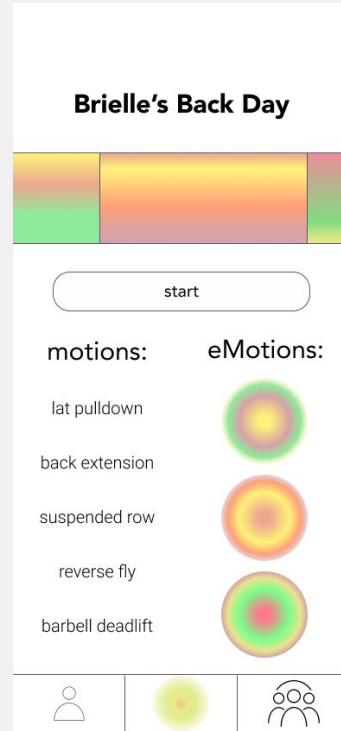 Brielle's Back Day
start
motions:
eMotions:
lat pulldown
back extension
suspended row
reverse fly
barbell deadlift